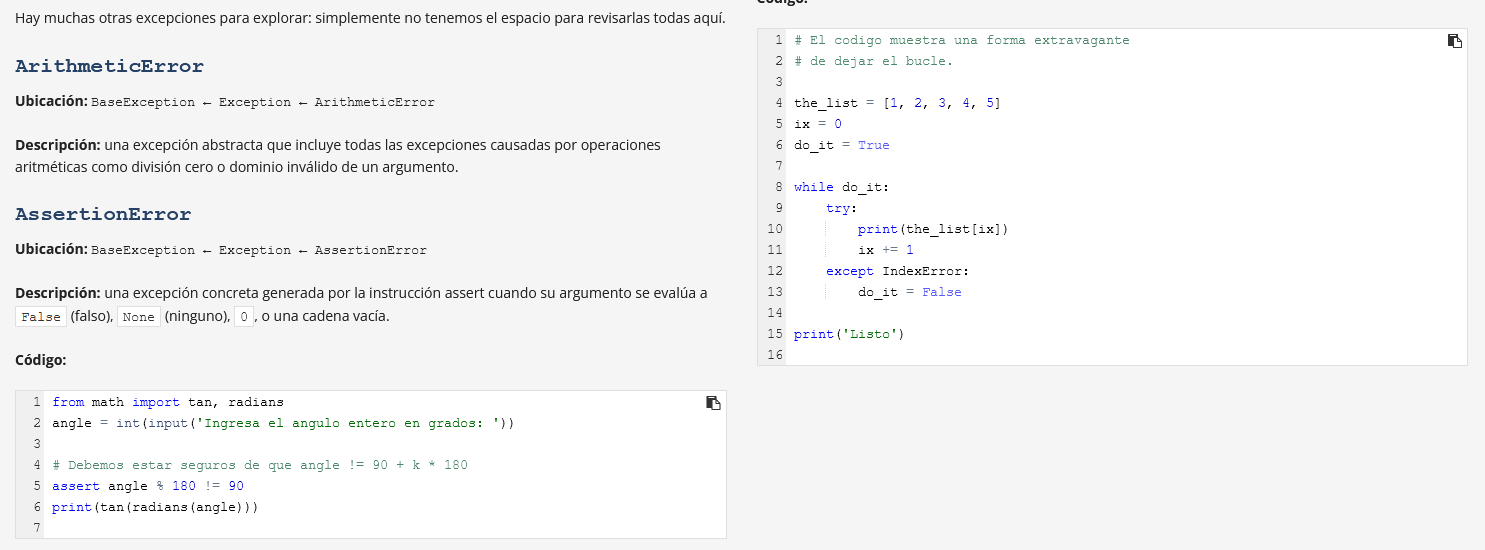 Hay muchas otras excepciones para explorar: simplemente no tenemos el espacio para revisarlas todas aquí.
ArithmeticError
Ubicación: BaseException ← Exception ← ArithmeticError
Descripción: una excepción abstracta que incluye todas las excepciones causadas por operaciones
aritméticas como división cero o dominio inválido de un argumento.
AssertionError
Ubicación: BaseException ← Exception ← AssertionError
Descripción: una excepción concreta generada por la instrucción assert cuando su argumento se evalúa a
False (falso), None (ninguno), 0, o una cadena vacía.
Código:
1 from math import tan, radians
2 angle = int(input('Ingresa el angulo entero en grados: '))
3
4 # Debemos estar seguros de que angle != 90 + k * 180
5 assert angle % 180 != 90
6 print(tan(radians(angle)))
7
Código:
1 # El codigo muestra una forma extravagante
2 # de dejar el bucle.
3
4 the_list = [1, 2, 3, 4, 5]
5 ix = 0
6 do_it = True
7
8 while do_it:
9     try:
10         print(the_list[ix])
11         ix += 1
12     except IndexError:
13         do_it = False
14
15 print('Listo')
16